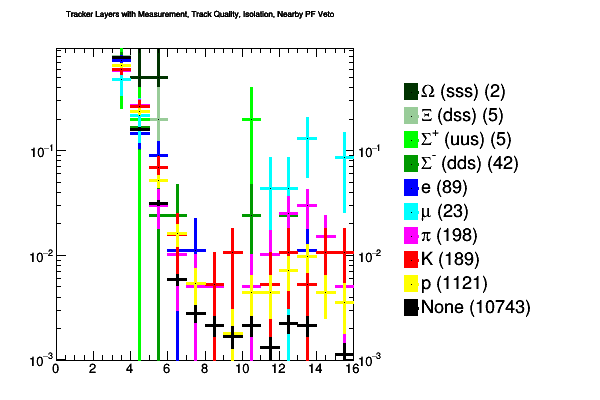 Tracker Layers with Measurement, Track Quality, Isolation, Nearby PF Veto
10⁻¹ 10⁻¹
10⁻² 10⁻²
10⁻³ 10⁻³
0 2 4 6 8 10 12 14 16
Ω (sss) (2)
Ξ (dss) (5)
Σ⁺ (uus) (5)
Σ⁻ (dds) (42)
e (89)
μ (23)
π (198)
K (189)
p (1121)
None (10743)